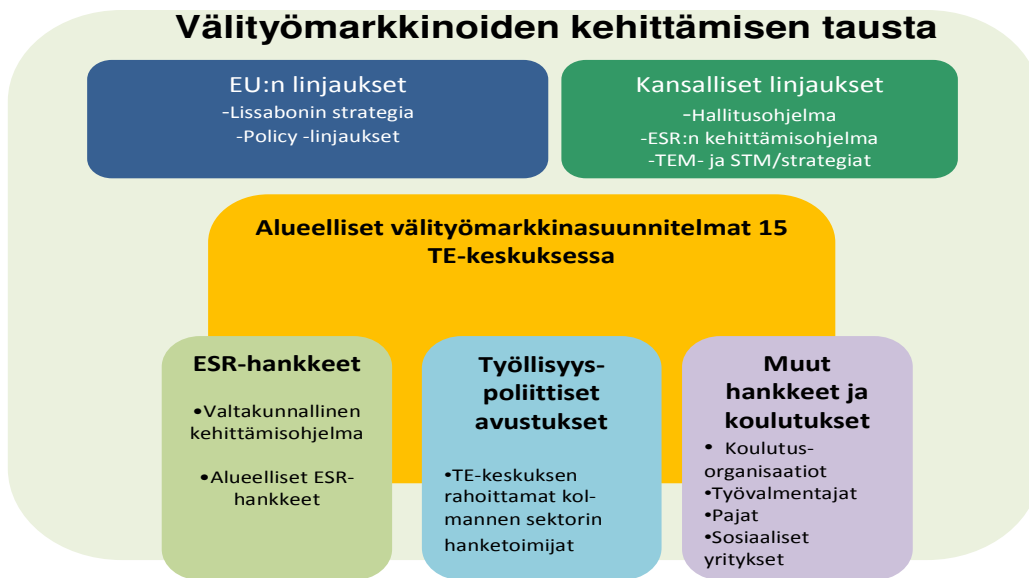 Välityömarkkinoiden kehittämisen tausta
EU:n linjaukset
-Lissabonin strategia
-Policy -linjaukset
Kansalliset linjaukset
-Hallitusohjelma
-ESR:n kehittämisohjelma
-TEM- ja STM/strategiat
Alueelliset välityömarkkinasuunnitelmat 15
TE-keskuksessa
ESR-hankkeet
•Valtakunnallinen
kehittämisohjelma
•Alueelliset ESR-
hankkeet
Työllisyys-
poliittiset
avustukset
•TE-keskuksen
rahoittamat kol-
mannen sektorin
hanketoimijat
Muut
hankkeet ja
koulutukset
• Koulutus-
organisaatiot
•Työvalmentajat
•Pajat
•Sosiaaliset
yritykset